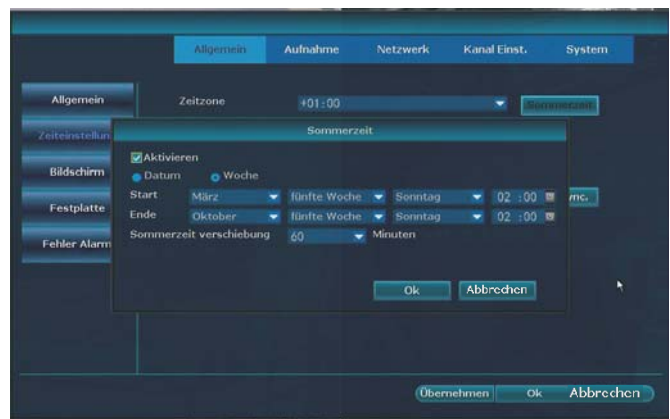 Allgemein Aufnahme Netzwerk Kanal Einst. System
Allgemein Zeitzone +01:00 Sommerzeit
Zeiteinstellun
Sommerzeit
Aktivieren
Bildschirm
Datum Woche
Start März fünfte Woche Sonntag 02 :00
Festplatte
ync.
Ende Oktober fünfte Woche Sonntag 02 :00
Sommerzeit verschiebung 60 Minuten
Fehler Alarm
Ok Abbrechen
Übernehmen Ok Abbrechen